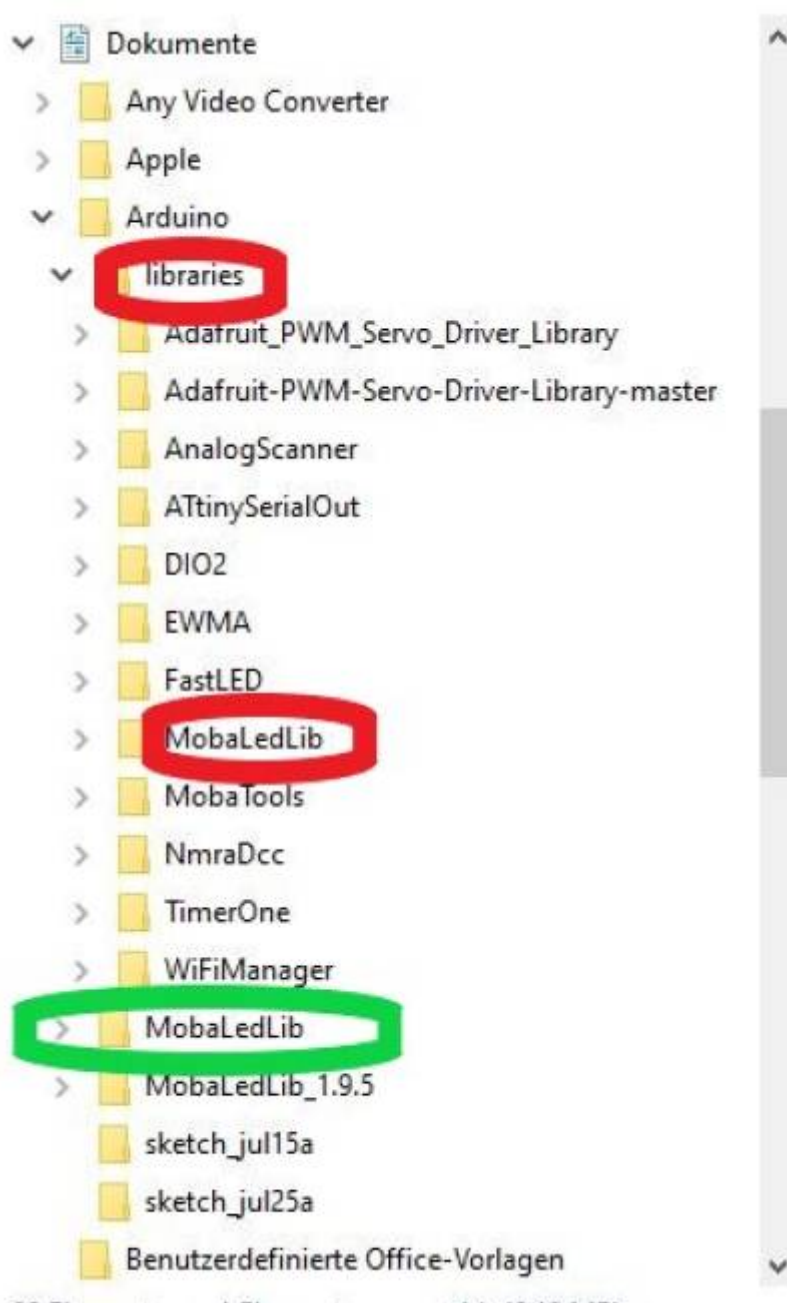 Dokumente
Any Video Converter
Apple
Arduino
libraries
Adafruit_PWM_Servo_Driver_Library
Adafruit-PWM-Servo-Driver-Library-master
AnalogScanner
ATtinySerialOut
DIO2
EWMA
FastLED
MobaLedLib
MobaTools
NmraDcc
TimerOne
WiFiManager
MobaLedLib
MobaLedLib_1.9.5
sketch_jul15a
sketch_jul25a
Benutzerdefinierte Office-Vorlagen